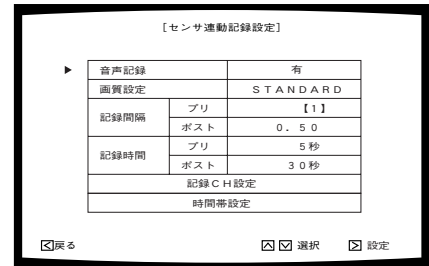 ［センサ連動記録設定］
▶ 音声記録 有
画質設定 ＳＴＡＮＤＡＲＤ
記録間隔 プリ 【１】
ポスト ０．５０
記録時間 プリ ５秒
ポスト ３０秒
記録ＣＨ設定
時間帯設定
戻る 選択 設定